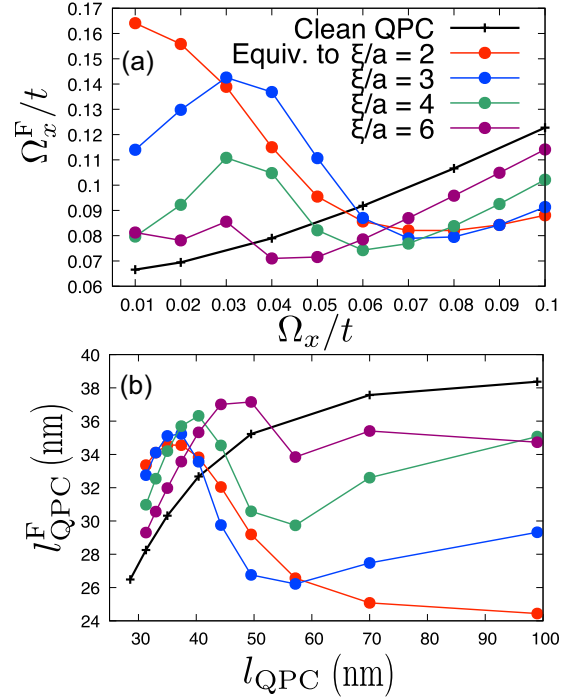 0.17
0.16
0.15
0.14
0.13
0.12
0.11
0.1
0.09
0.08
0.07
0.06
Ω_x^F/t
(a)
Clean QPC
Equiv. to ξ/a = 2
ξ/a = 3
ξ/a = 4
ξ/a = 6
0.01 0.02 0.03 0.04 0.05 0.06 0.07 0.08 0.09 0.1
Ω_x/t
40
38
36
34
32
30
28
26
24
l_QPC^F (nm)
(b)
30 40 50 60 70 80 90 100
l_QPC (nm)